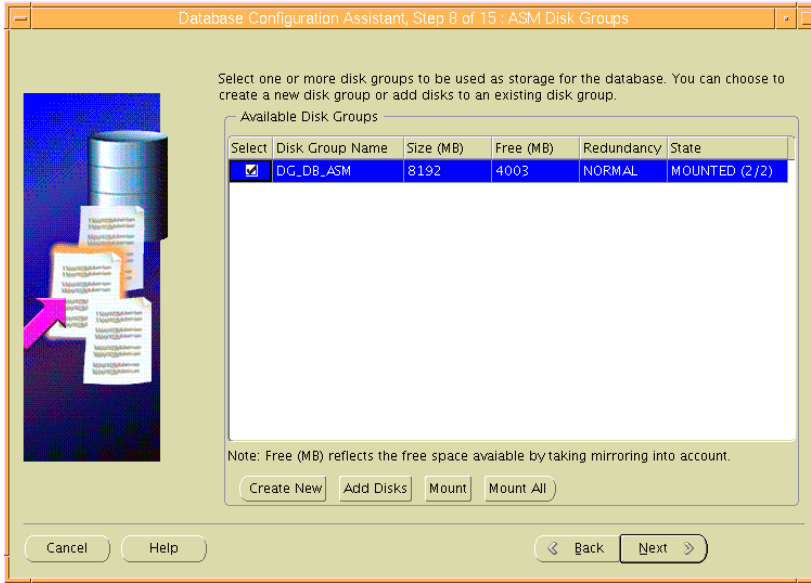 Database Configuration Assistant, Step 8 of 15 : ASM Disk Groups
Select one or more disk groups to be used as storage for the database. You can choose to
create a new disk group or add disks to an existing disk group.
Available Disk Groups
Select Disk Group Name Size (MB) Free (MB) Redundancy State
DG_DB_ASM 8192 4003 NORMAL MOUNTED (2/2)
Note: Free (MB) reflects the free space avaiable by taking mirroring into account.
Create New Add Disks Mount Mount All
Cancel Help Back Next